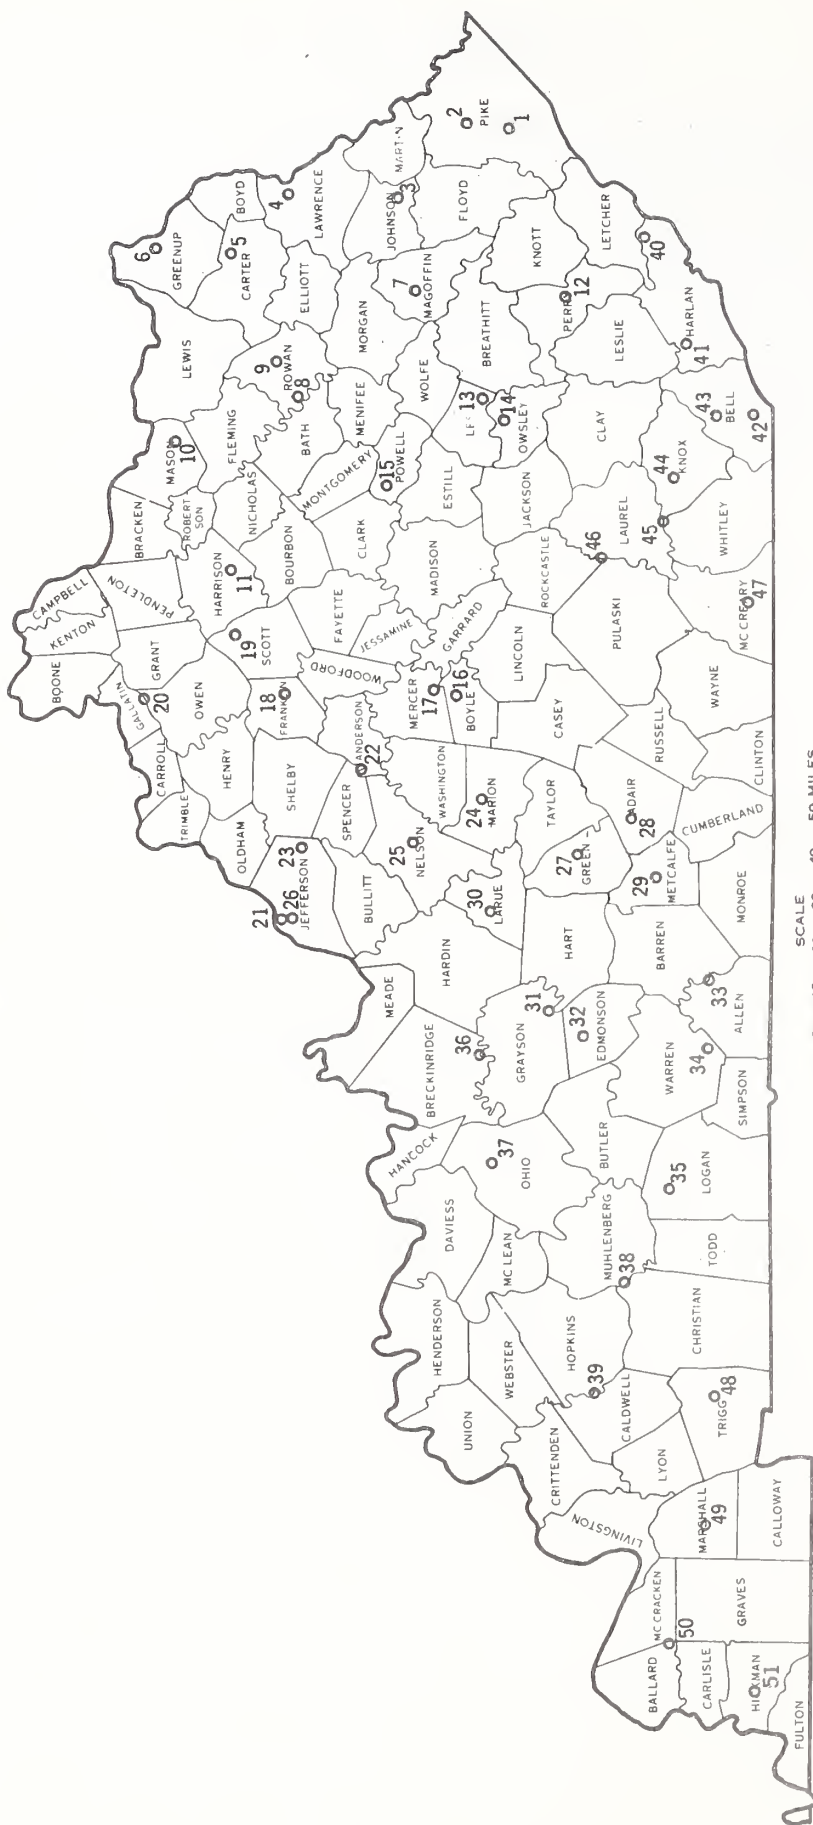 BOONE
KENTON
CAMPBELL
GALLATIN
20
GRANT
PENDLETON
BRACKEN
MASON
10
LEWIS
6
GREENUP
CARROLL
TRIMBLE
OWEN
HARRISON
11
ROBERT
SON
FLEMING
5
CARTER
BOYD
HENRY
19
SCOTT
NICHOLAS
9
ROWAN
8
ELLIOTT
4
LAWRENCE
OLDHAM
SHELBY
18
FRANKLIN
BOURBON
BATH
21
26
JEFFERSON
23
SPENCER
22
ANDERSON
WOODFORD
FAYETTE
CLARK
MONTGOMERY
MENIFEE
MORGAN
JOHNSON
3
MARTIN
BULLITT
25
NELSON
WASHINGTON
MERCER
17
JESSAMINE
MADISON
15
POWELL
WOLFE
7
MAGOFFIN
FLOYD
2
PIKE
1
MEADE
HARDIN
30
LARUE
24
MARION
16
BOYLE
GARRARD
ESTILL
LEE
13
BREATHITT
KNOTT
HANCOCK
BRECKINRIDGE
36
GRAYSON
31
HART
27
GREEN
TAYLOR
CASEY
LINCOLN
ROCKCASTLE
JACKSON
14
OWSLEY
PERRY
12
LETCHER
HENDERSON
DAVIESS
37
OHIO
32
EDMONSON
28
ADAIR
RUSSELL
PULASKI
46
LAUREL
45
CLAY
LESLIE
40
UNION
WEBSTER
MC LEAN
MUHLENBERG
38
BUTLER
WARREN
34
BARREN
29
METCALFE
CUMBERLAND
WAYNE
MC CREARY
47
WHITLEY
44
KNOX
43
BELL
42
HARLAN
41
CRITTENDEN
HOPKINS
39
CALDWELL
35
LOGAN
SIMPSON
ALLEN
33
MONROE
CLINTON
LIVINGSTON
LYON
TRIGG
48
CHRISTIAN
TODD
BALLARD
MC CRACKEN
50
MARSHALL
49
CARLISLE
HICKMAN
51
GRAVES
CALLOWAY
FULTON
SCALE